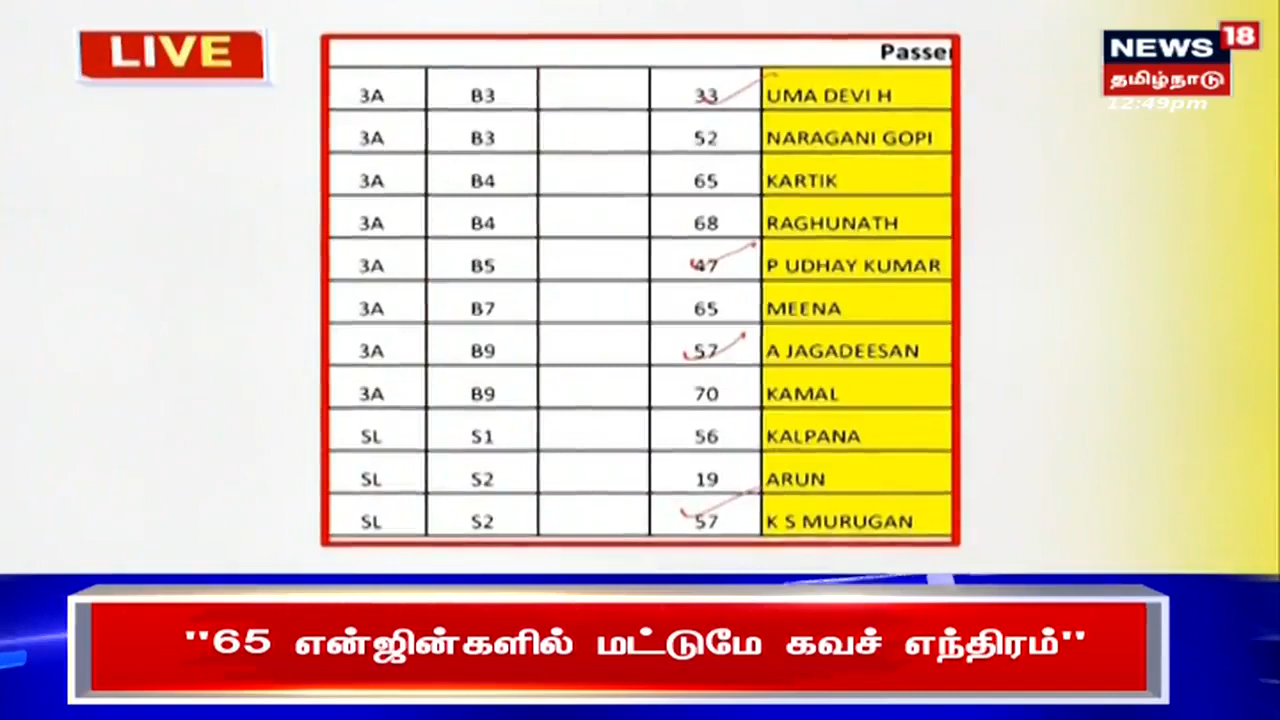 LIVE
NEWS 18
தமிழ்நாடு
12:49pm
Passe
3A B3 33 UMA DEVI H
3A B3 52 NARAGANI GOPI
3A B4 65 KARTIK
3A B4 68 RAGHUNATH
3A B5 47 P UDHAY KUMAR
3A B7 65 MEENA
3A B9 57 A JAGADEESAN
3A B9 70 KAMAL
SL S1 56 KALPANA
SL S2 19 ARUN
SL S2 57 K S MURUGAN
"65 என்ஜின்களில் மட்டுமே கவச் எந்திரம்"